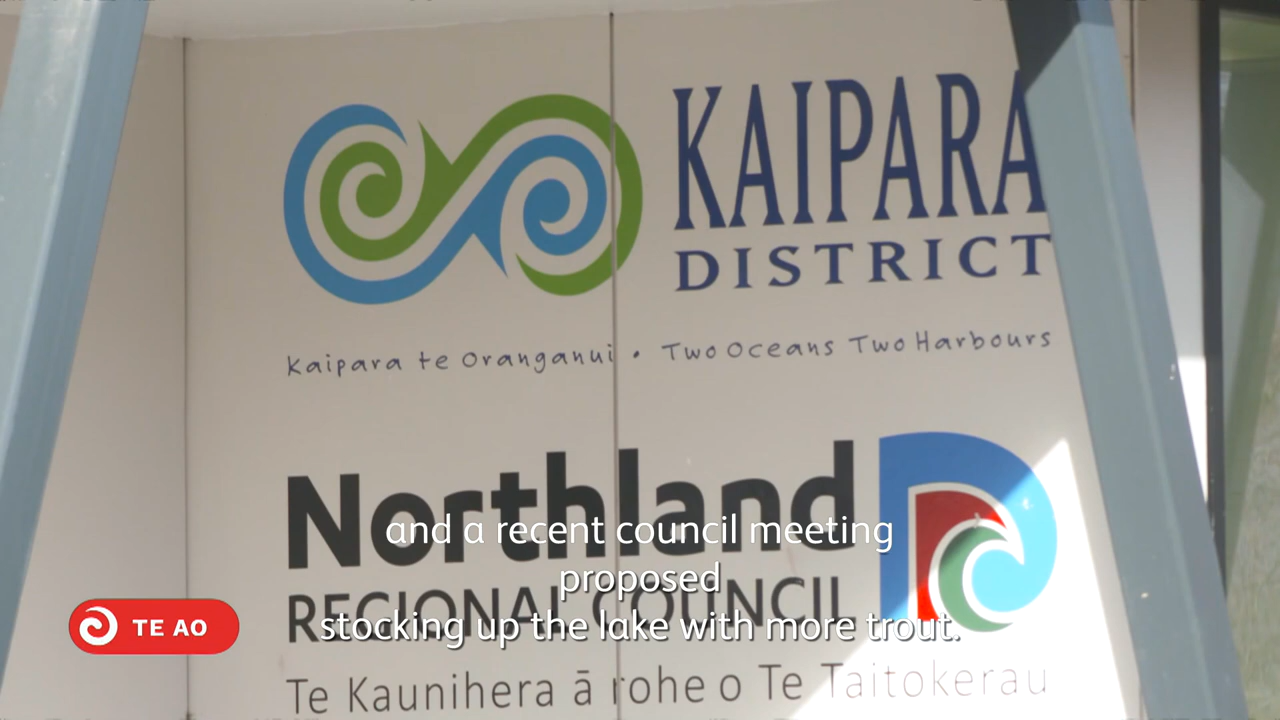 KAIPARA
DISTRICT
Kaipara te Oranganui • Two Oceans Two Harbours
Northland
REGIONAL COUNCIL
Te Kaunihera ā rohe o Te Taitokerau
and a recent council meeting
proposed
stocking up the lake with more trout.
TE AO